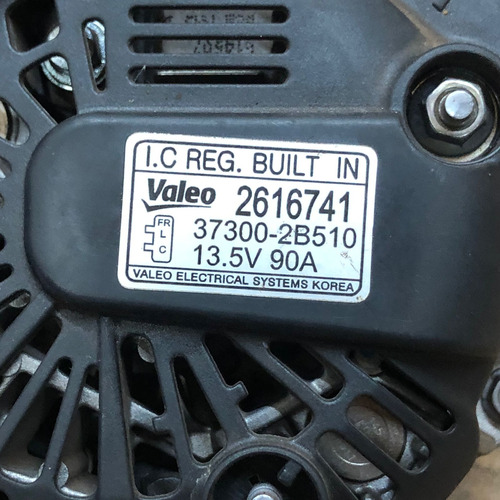 I.C REG. BUILT IN
Valeo 2616741
FR
L
C
37300-2B510
13.5V 90A
VALEO ELECTRICAL SYSTEMS KOREA